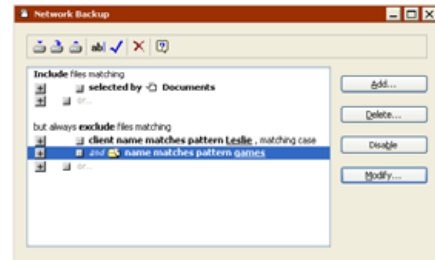 Network Backup
abl
Include files matching
selected by Documents
or...
but always exclude files matching
client name matches pattern Leslie , matching case
and name matches pattern games
or...
Add...
Delete...
Disable
Modify...